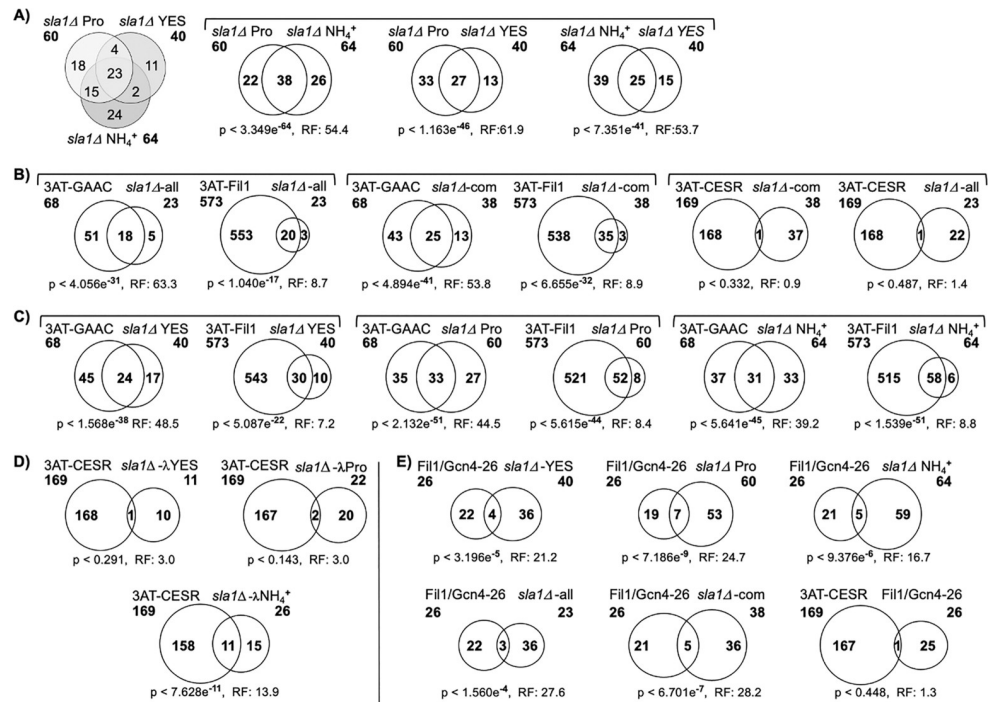 A)
sla1Δ Pro sla1Δ YES
60 40
4
18 23 11
15 2
24
sla1Δ NH4+ 64
sla1Δ Pro sla1Δ NH4+
60 64
22 38 26
p < 3.349e-64, RF: 54.4
sla1Δ Pro sla1Δ YES
60 40
33 27 13
p < 1.163e-46, RF:61.9
sla1Δ NH4+ sla1Δ YES
64 40
39 25 15
p < 7.351e-41, RF:53.7
B)
3AT-GAAC sla1Δ-all
68 23
51 18 5
p < 4.056e-31, RF: 63.3
3AT-Fil1 sla1Δ-all
573 23
553 20 3
p < 1.040e-17, RF: 8.7
3AT-GAAC sla1Δ-com
68 38
43 25 13
p < 4.894e-41, RF: 53.8
3AT-Fil1 sla1Δ-com
573 38
538 35 3
p < 6.655e-32, RF: 8.9
3AT-CESR sla1Δ-com
169 38
168 1 37
p < 0.332, RF: 0.9
3AT-CESR sla1Δ-all
169 23
168 1 22
p < 0.487, RF: 1.4
C)
3AT-GAAC sla1Δ YES
68 40
45 24 17
p < 1.568e-38 RF: 48.5
3AT-Fil1 sla1Δ YES
573 40
543 30 10
p < 5.087e-22, RF: 7.2
3AT-GAAC sla1Δ Pro
68 60
35 33 27
p < 2.132e-51, RF: 44.5
3AT-Fil1 sla1Δ Pro
573 60
521 52 8
p < 5.615e-44, RF: 8.4
3AT-GAAC sla1Δ NH4+
68 64
37 31 33
p < 5.641e-45, RF: 39.2
3AT-Fil1 sla1Δ NH4+
573 64
515 58 6
p < 1.539e-51, RF: 8.8
D)
3AT-CESR sla1Δ-λYES
169 11
168 1 10
p < 0.291, RF: 3.0
3AT-CESR sla1Δ-λPro
169 22
167 2 20
p < 0.143, RF: 3.0
3AT-CESR sla1Δ-λNH4+
169 26
158 11 15
p < 7.628e-11, RF: 13.9
E)
Fil1/Gcn4-26 sla1Δ-YES
26 40
22 4 36
p < 3.196e-5, RF: 21.2
Fil1/Gcn4-26 sla1Δ Pro
26 60
19 7 53
p < 7.186e-9, RF: 24.7
Fil1/Gcn4-26 sla1Δ NH4+
26 64
21 5 59
p < 9.376e-6, RF: 16.7
Fil1/Gcn4-26 sla1Δ-all
26 23
22 3 36
p < 1.560e-4, RF: 27.6
Fil1/Gcn4-26 sla1Δ-com
26 38
21 5 36
p < 6.701e-7, RF: 28.2
3AT-CESR Fil1/Gcn4-26
169 26
167 1 25
p < 0.448, RF: 1.3